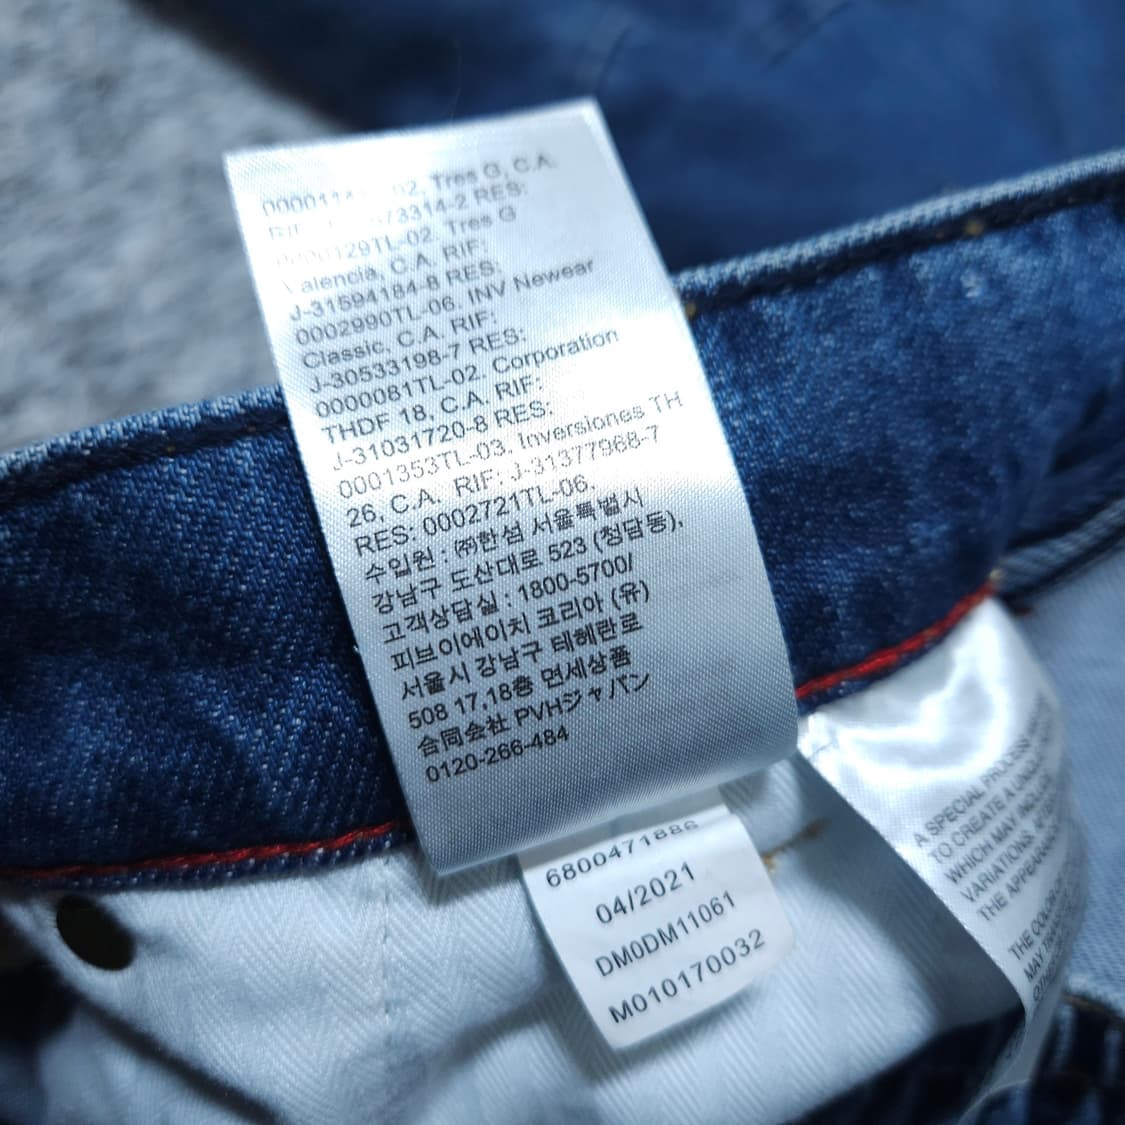 02, Tres G, C.A.
573314-2 RES:
129TL-02, Tres G
alencia, C.A. RIF:
J-31594184-8 RES:
0002990TL-06, INV Newear
Classic, C.A. RIF:
J-30533198-7 RES:
0000081TL-02, Corporation
THDF 18, C.A. RIF:
J-31031720-8 RES:
0001353TL-03, Inversiones TH
26, C.A. RIF: J-31377968-7
RES: 0002721TL-06.
수입원 : ㈜한섬 서울특별시
강남구 도산대로 523 (청담동),
고객상담실 : 1800-5700/
피브이에이치 코리아 (유)
서울시 강남구 테헤란로
508 17,18층 면세상품
合同会社 PVHジャパン
0120-266-484
6800471886
04/2021
DM0DM11061
M010170032
A SPECIAL PROCESS
TO CREATE A
WHICH MAY
VARIATIONS.
THE APPEARAN
THE COLOR
MAY